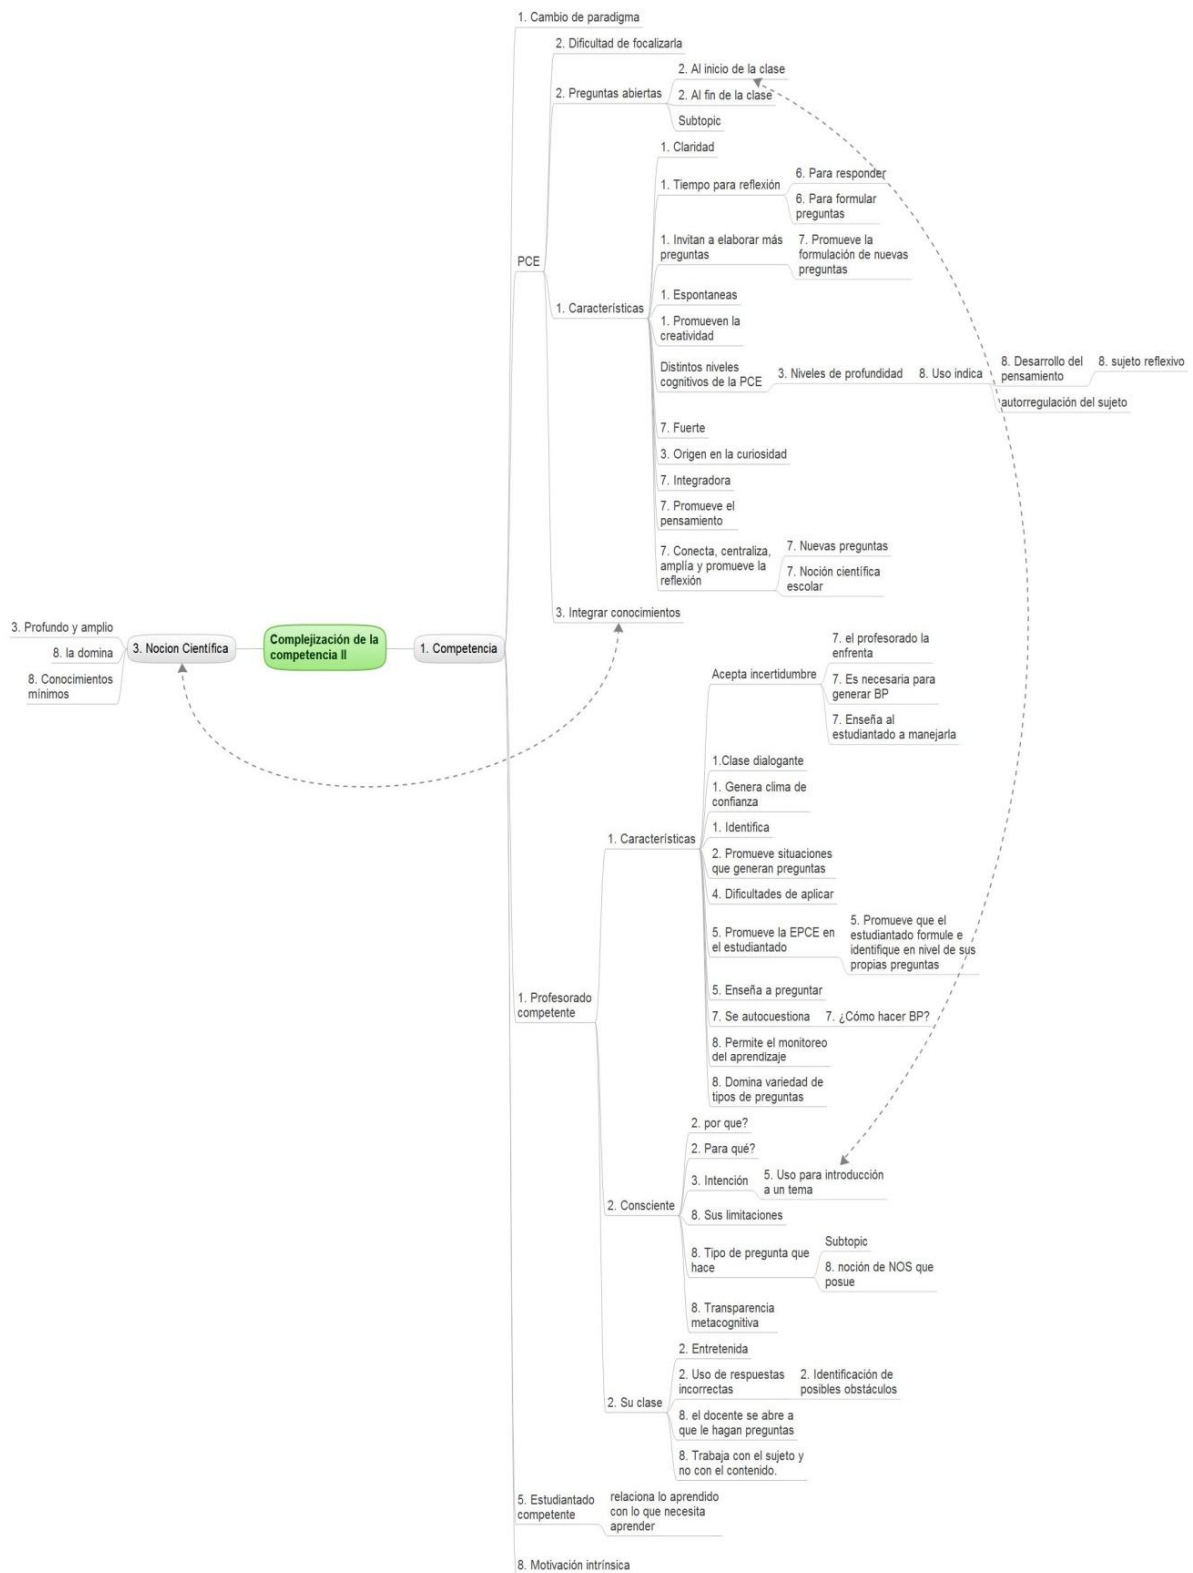 1. Cambio de paradigma
2. Dificultad de focalizarla
2. Al inicio de la clase
2. Preguntas abiertas
2. Al fin de la clase
Subtopic
1. Claridad
6. Para responder
1. Tiempo para reflexión
6. Para formular
preguntas
1. Invitan a elaborar más
preguntas
7. Promueve la
formulación de nuevas
preguntas
PCE
1. Características
1. Espontaneas
1. Promueven la
creatividad
Distintos niveles
cognitivos de la PCE
3. Niveles de profundidad
8. Uso indica
8. Desarrollo del
pensamiento
8. sujeto reflexivo
autorregulación del sujeto
7. Fuerte
3. Origen en la curiosidad
7. Integradora
7. Promueve el
pensamiento
7. Conecta, centraliza,
amplía y promueve la
reflexión
7. Nuevas preguntas
7. Noción científica
escolar
3. Integrar conocimientos
3. Profundo y amplio
8. la domina
8. Conocimientos
mínimos
3. Nocion Científica
Complejización de la
competencia II
1. Competencia
Acepta incertidumbre
7. el profesorado la
enfrenta
7. Es necesaria para
generar BP
7. Enseña al
estudiantado a manejarla
1.Clase dialogante
1. Genera clima de
confianza
1. Identifica
1. Características
2. Promueve situaciones
que generan preguntas
4. Dificultades de aplicar
5. Promueve la EPCE en
el estudiantado
5. Promueve que el
estudiantado formule e
identifique en nivel de sus
propias preguntas
5. Enseña a preguntar
7. Se autocuestiona
7. ¿Cómo hacer BP?
8. Permite el monitoreo
del aprendizaje
8. Domina variedad de
tipos de preguntas
1. Profesorado
competente
2. por que?
2. Para qué?
3. Intención
5. Uso para introducción
a un tema
2. Consciente
8. Sus limitaciones
8. Tipo de pregunta que
hace
Subtopic
8. noción de NOS que
posue
8. Transparencia
metacognitiva
2. Entretenida
2. Uso de respuestas
incorrectas
2. Identificación de
posibles obstáculos
2. Su clase
8. el docente se abre a
que le hagan preguntas
8. Trabaja con el sujeto y
no con el contenido.
5. Estudiantado
competente
relaciona lo aprendido
con lo que necesita
aprender
8. Motivación intrínsica